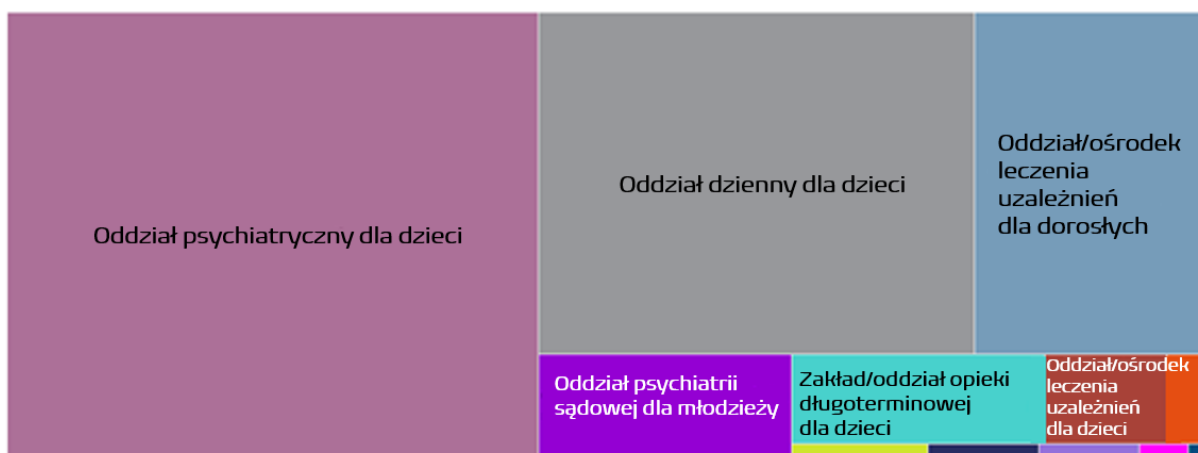 Oddział psychiatryczny dla dzieci
Oddział dzienny dla dzieci
Oddział/ośrodek
leczenia
uzależnień
dla dorosłych
Oddział psychiatrii
sądowej dla młodzieży
Zakład/oddział opieki
długoterminowej
dla dzieci
Oddział/ośrodek
leczenia
uzależnień
dla dzieci